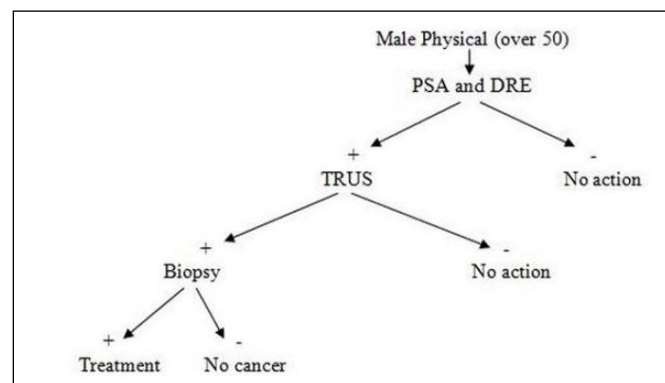 Male Physical (over 50)
PSA and DRE
+ -
TRUS No action
+ -
Biopsy No action
+ -
Treatment No cancer